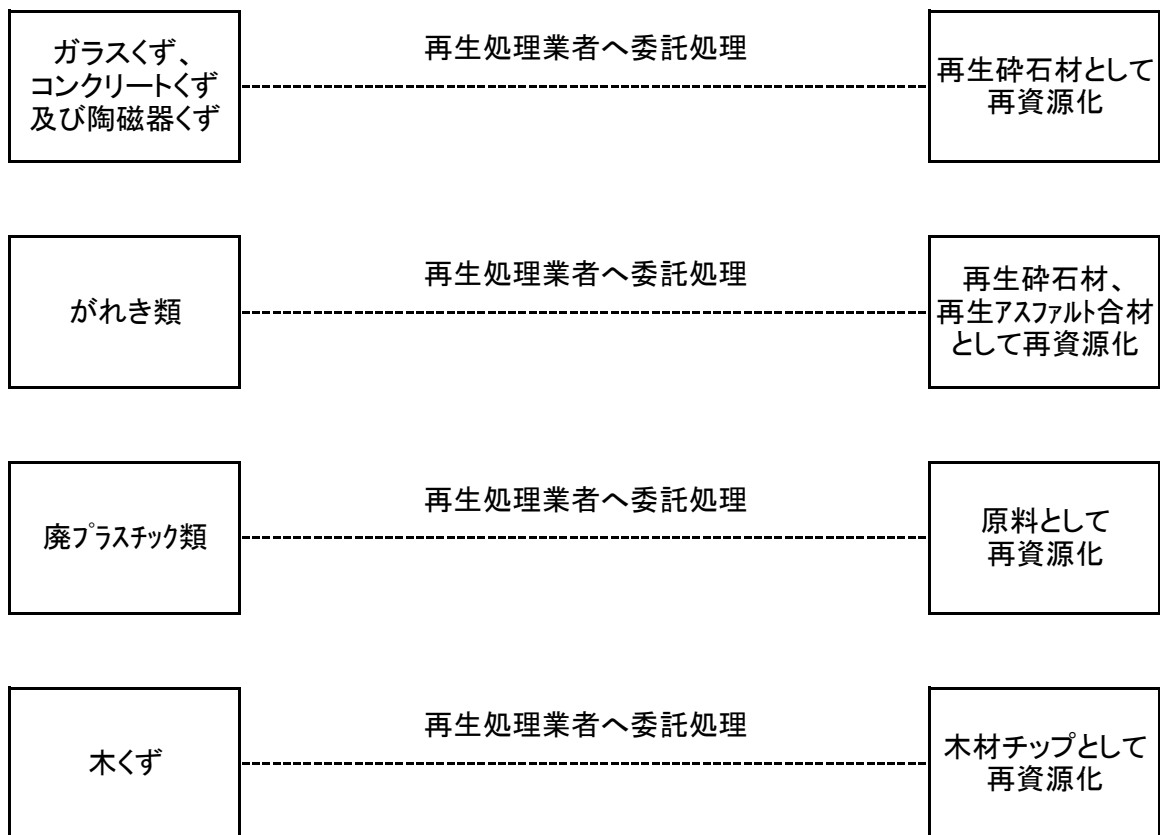 ガラスくず、
コンクリートくず
及び陶磁器くず
再生処理業者へ委託処理
再生砕石材として
再資源化
がれき類
再生処理業者へ委託処理
再生砕石材、
再生アスファルト合材
として再資源化
廃プラスチック類
再生処理業者へ委託処理
原料として
再資源化
木くず
再生処理業者へ委託処理
木材チップとして
再資源化